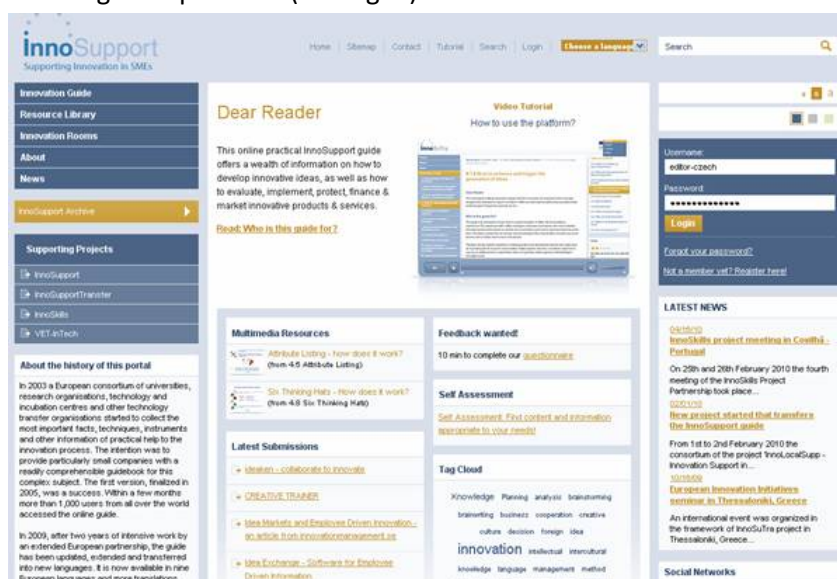 innoSupport
Supporting Innovation in SMEs
Home | Sitemap | Contact | Tutorial | Search | Login | Choose a language
Search
Innovation Guide
Resource Library
Innovation Rooms
About
News
InnoSupport Archive
Supporting Projects
InnoSupport
InnoSupportTransfer
InnoSkills
VET-InTech
About the history of this portal
In 2003 a European consortium of universities,
research organisations, technology and
incubation centres and other technology
transfer organisations started to collect the
most important facts, techniques, instruments
and other information of practical help to the
innovation process. The intention was to
provide particularly small companies with a
readily comprehensible guidebook for this
complex subject. The first version, finalized in
2005, was a success. Within a few months
more than 1,000 users from all over the world
accessed the online guide.
In 2009, after two years of intensive work by
an extended European partnership, the guide
has been updated, extended and transferred
into new languages. It is now available in nine
European languages and more translations
Dear Reader
This online practical InnoSupport guide
offers a wealth of information on how to
develop innovative ideas, as well as how
to evaluate, implement, protect, finance &
market innovative products & services.
Read: Who is this guide for?
Video Tutorial
How to use the platform?
Multimedia Resources
Attribute Listing - how does it work?
(from 4.5 Attribute Listing)
Six Thinking Hats - How does it work?
(from 4.8 Six Thinking Hats)
Latest Submissions
ideaken - collaborate to innovate
CREATIVE TRAINER
Idea Markets and Employee Driven Innovation -
an article from innovationmanagement.se
Idea Exchange - Software for Employee
Driven Information
Feedback wanted!
10 min to complete our questionnaire
Self Assessment
Self Assessment: Find content and information
appropriate to your needs!
Tag Cloud
Knowledge Planning analysis brainstorming
brainwriting business cooperation creative
culture decision foreign idea
innovation intellectual intercultural
knowledge language management method
a a a
Username:
editor-czech
Password:
Login
Forgot your password?
Not a member yet? Register here!
LATEST NEWS
04/15/10
InnoSkills project meeting in Covilhã -
Portugal
On 25th and 26th February 2010 the fourth
meeting of the InnoSkills Project
Partnership took place...
02/01/10
New project started that transfers
the InnoSupport guide
From 1st to 2nd February 2010 the
consortium of the project 'InnoLocalSupp -
Innovation Support in...
10/16/09
European Innovation Initiatives
seminar in Thessaloniki, Greece
An international event was organized in
the framework of InnoSuTra project in
Thessaloniki, Greece...
Social Networks